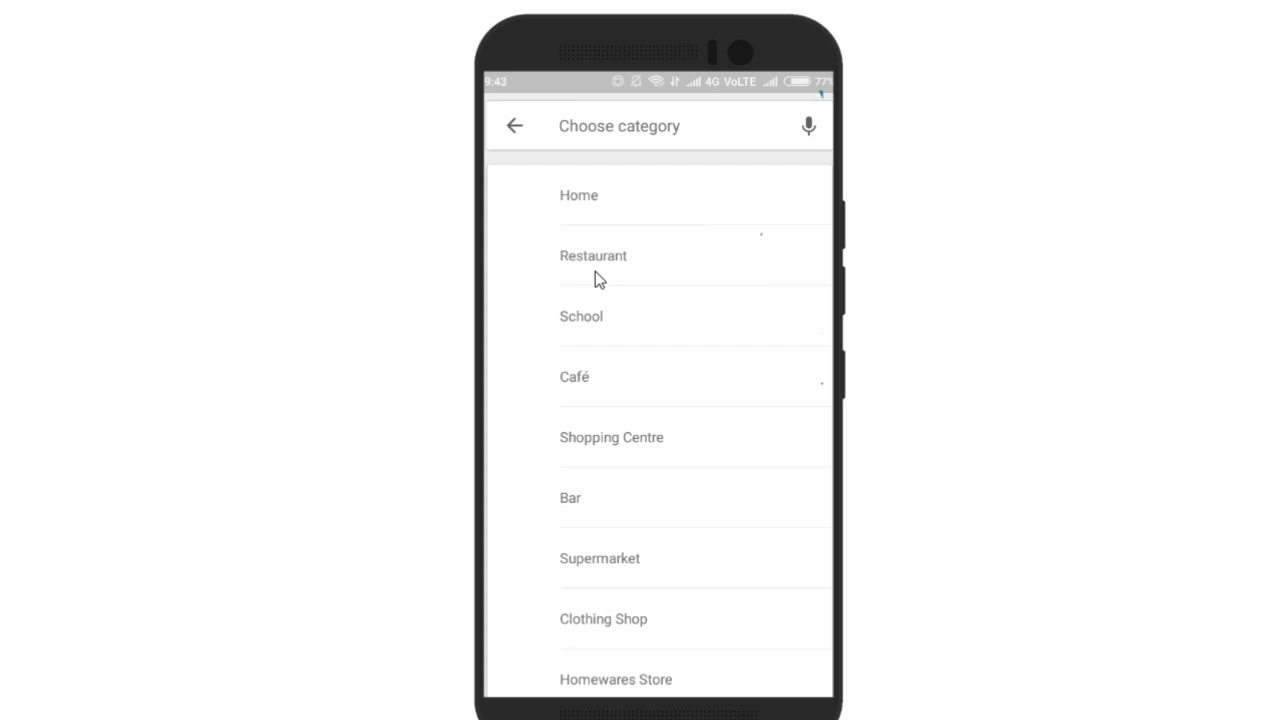 9:43 4G VoLTE 77%
Choose category
Home
Restaurant
School
Café
Shopping Centre
Bar
Supermarket
Clothing Shop
Homewares Store